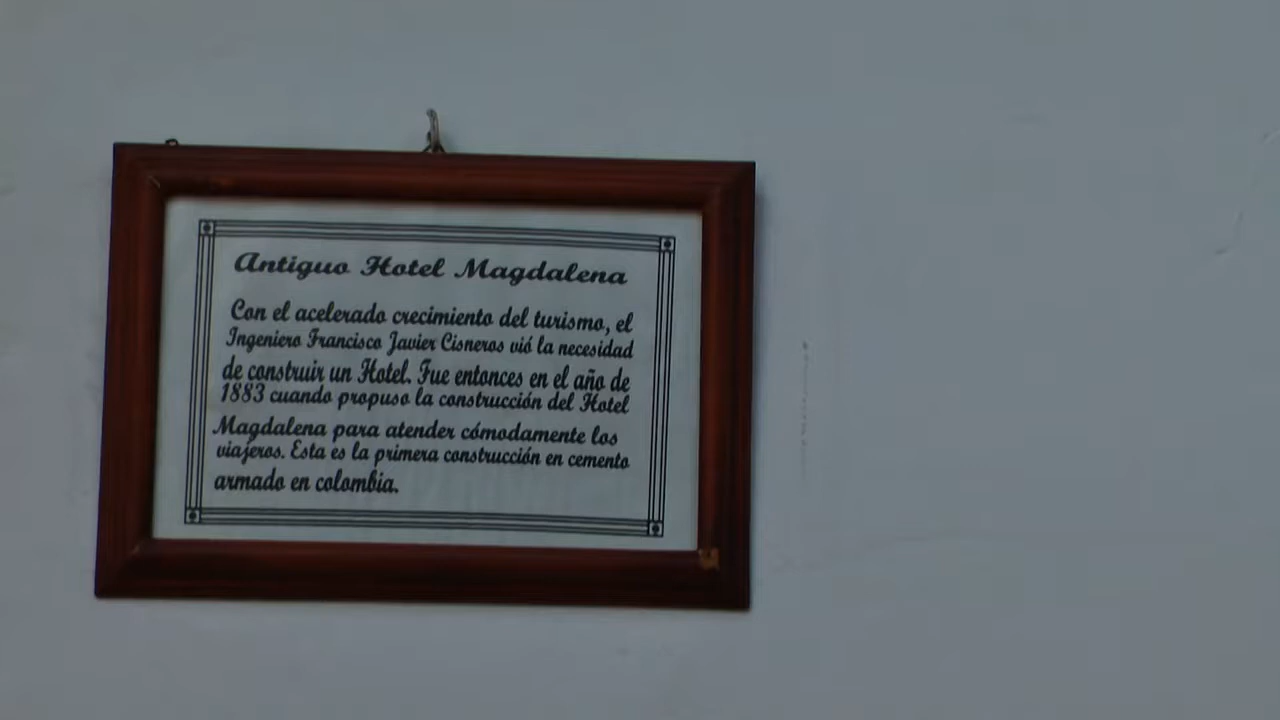 Antiguo Hotel Magdalena
Con el acelerado crecimiento del turismo, el
Ingeniero Francisco Javier Cisneros vió la necesidad
de construir un Hotel. Fue entonces en el año de
1883 cuando propuso la construcción del Hotel
Magdalena para atender cómodamente los
viajeros. Esta es la primera construcción en cemento
armado en colombia.